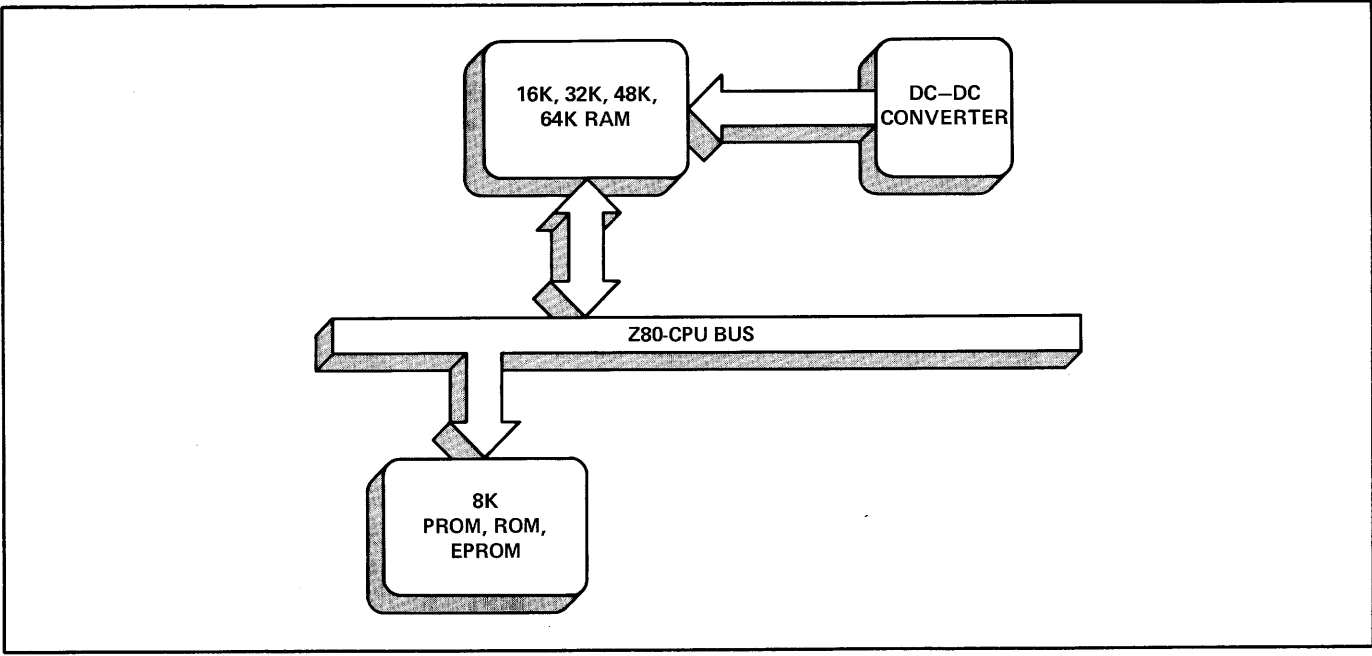 16K, 32K, 48K,
64K RAM
DC–DC
CONVERTER
Z80-CPU BUS
8K
PROM, ROM,
EPROM